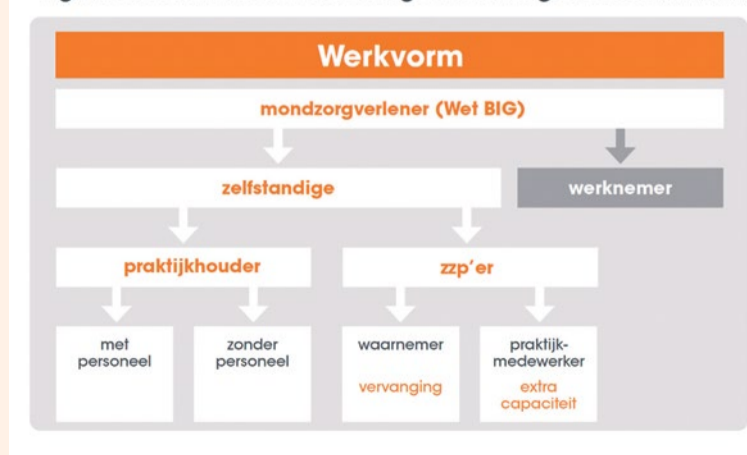 Werkvorm
mondzorgverlener (Wet BIG)
zelfstandige
werknemer
praktijkhouder
zzp'er
met
personeel
zonder
personeel
waarnemer
vervanging
praktijk-
medewerker
extra
capaciteit